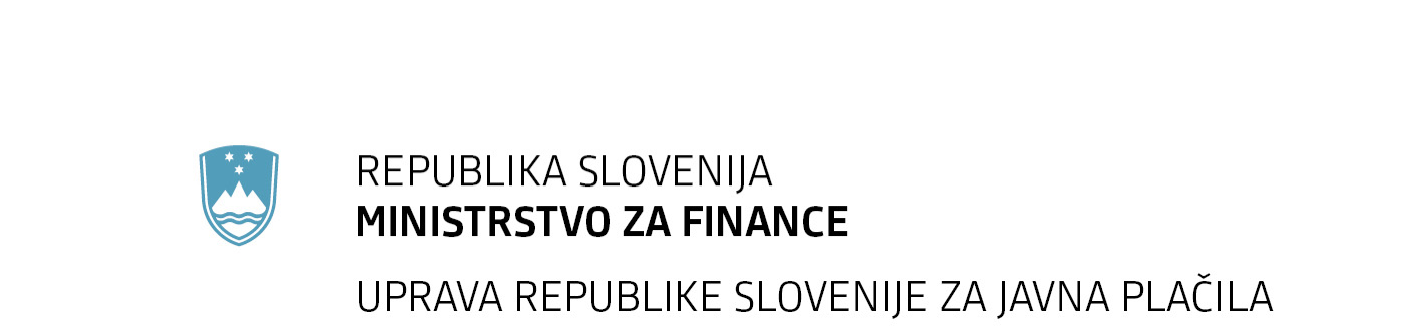 REPUBLIKA SLOVENIJA
MINISTRSTVO ZA FINANCE
UPRAVA REPUBLIKE SLOVENIJE ZA JAVNA PLAČILA